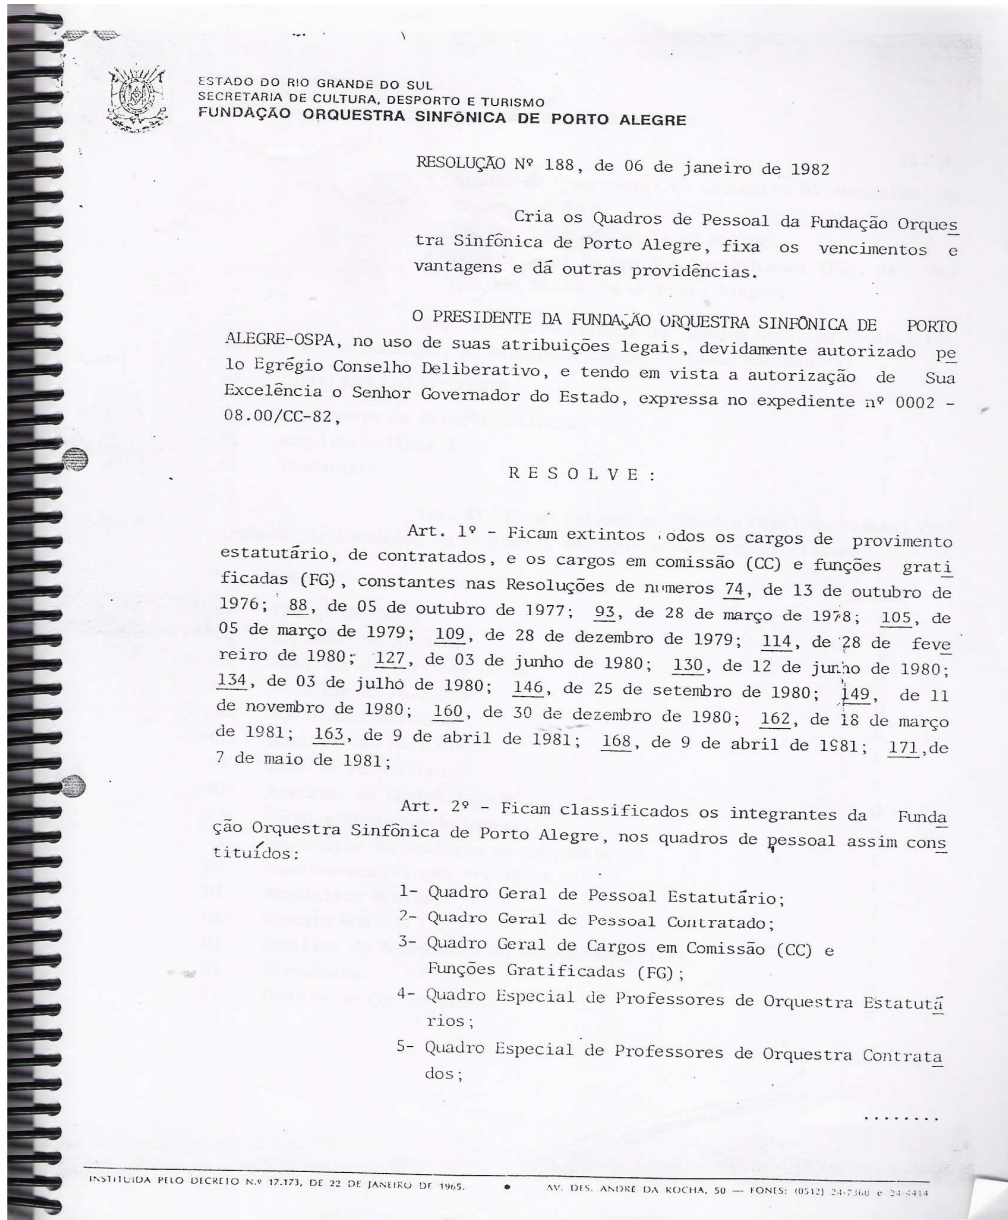 ESTADO DO RIO GRANDE DO SUL
SECRETARIA DE CULTURA, DESPORTO E TURISMO
FUNDAÇÃO ORQUESTRA SINFÔNICA DE PORTO ALEGRE
RESOLUÇÃO Nº 188, de 06 de janeiro de 1982
Cria os Quadros de Pessoal da Fundação Orques
tra Sinfônica de Porto Alegre, fixa os vencimentos e
vantagens e dá outras providências.
O PRESIDENTE DA FUNDAÇÃO ORQUESTRA SINFÔNICA DE PORTO
ALEGRE-OSPA, no uso de suas atribuições legais, devidamente autorizado pe
lo Egrégio Conselho Deliberativo, e tendo em vista a autorização de Sua
Excelência o Senhor Governador do Estado, expressa no expediente nº 0002 -
08.00/CC-82,
R E S O L V E :
Art. 1º - Ficam extintos odos os cargos de provimento
estatutário, de contratados, e os cargos em comissão (CC) e funções grati
ficadas (FG), constantes nas Resoluções de números 74, de 13 de outubro de
1976; 88, de 05 de outubro de 1977; 93, de 28 de março de 1978; 105, de
05 de março de 1979; 109, de 28 de dezembro de 1979; 114, de 28 de feve
reiro de 1980; 127, de 03 de junho de 1980; 130, de 12 de junho de 1980;
134, de 03 de julho de 1980; 146, de 25 de setembro de 1980; 149, de 11
de novembro de 1980; 160, de 30 de dezembro de 1980; 162, de 18 de março
de 1981; 163, de 9 de abril de 1981; 168, de 9 de abril de 1981; 171,de
7 de maio de 1981;
Art. 2º - Ficam classificados os integrantes da Funda
ção Orquestra Sinfônica de Porto Alegre, nos quadros de pessoal assim cons
tituídos:
1- Quadro Geral de Pessoal Estatutário;
2- Quadro Geral de Pessoal Contratado;
3- Quadro Geral de Cargos em Comissão (CC) e
Funções Gratificadas (FG);
4- Quadro Especial de Professores de Orquestra Estatutá
rios;
5- Quadro Especial de Professores de Orquestra Contrata
dos;
........
INSTITUIDA PELO DECRETO N.º 17.173, DE 22 DE JANEIRO DE 1965. • AV. DES. ANDRÉ DA ROCHA, 50 — FONES: (0512) 24-7360 e 24-4414